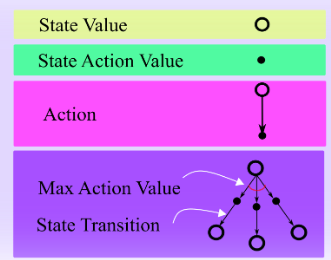 State Value
State Action Value
Action
Max Action Value
State Transition